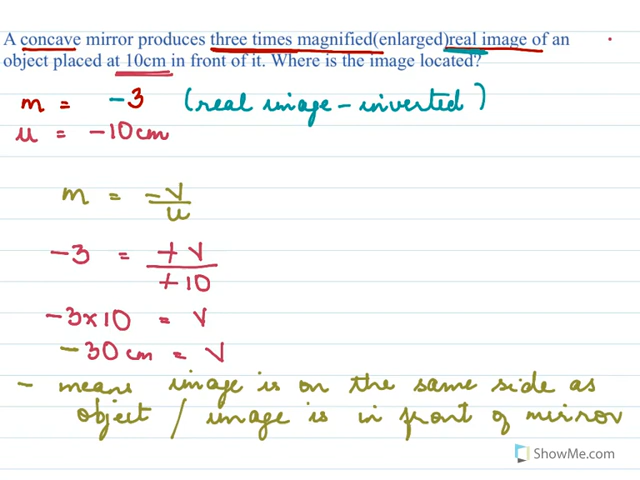 A concave mirror produces three times magnified(enlarged)real image of an
object placed at 10cm in front of it. Where is the image located?
m = -3 (real image - inverted)
u = -10cm
m = -v/u
-3 = +v/+10
-3×10 = v
-30cm = v
- means image is on the same side as
object / image is in front of mirror
ShowMe.com